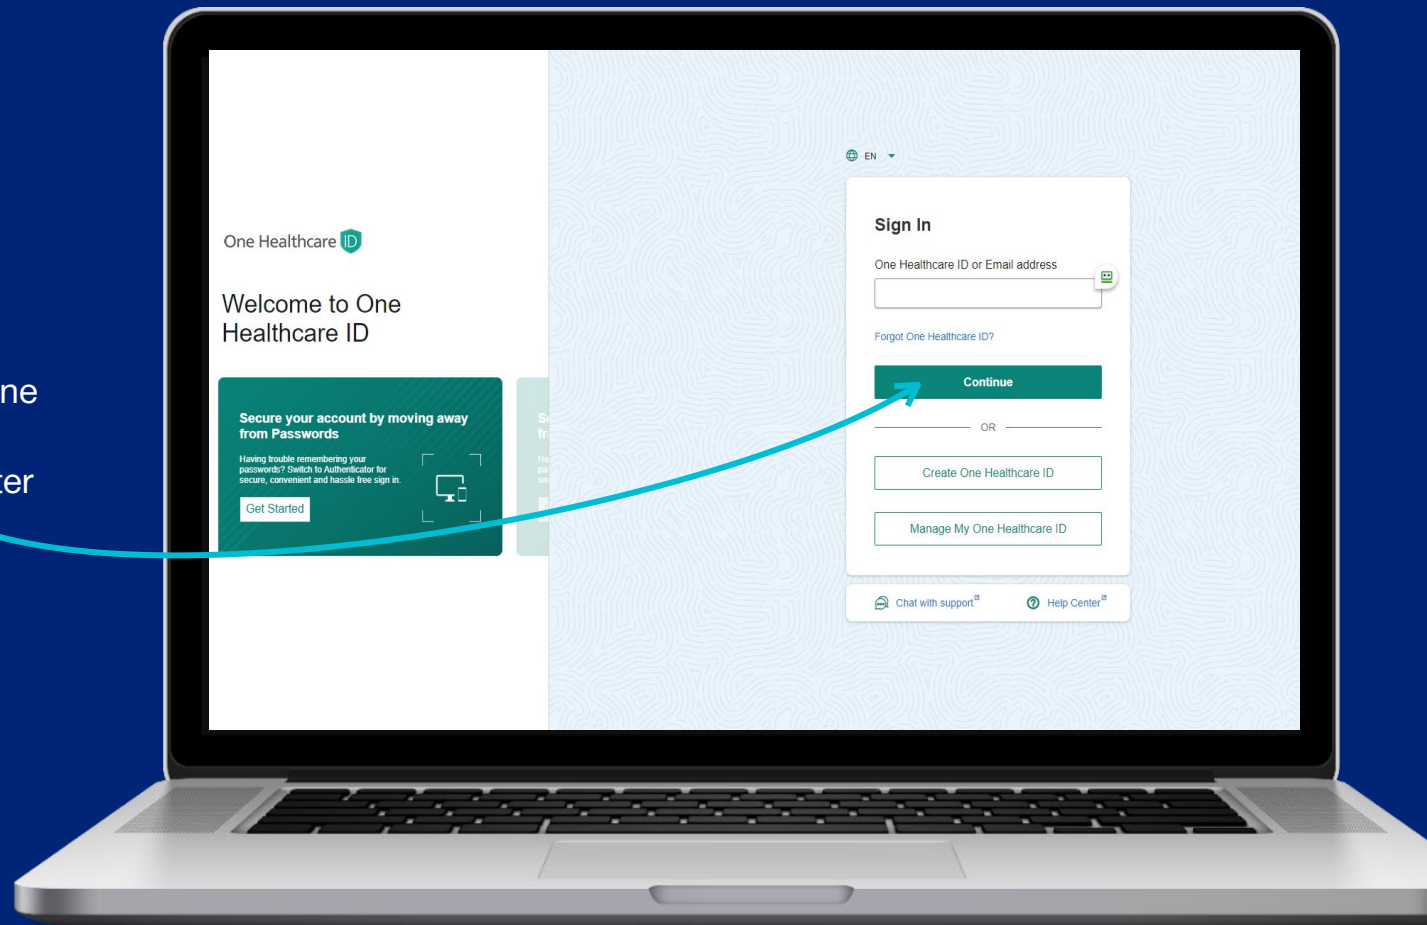 ne
ter
One Healthcare ID
Welcome to One
Healthcare ID
Secure your account by moving away
from Passwords
Having trouble remembering your
passwords? Switch to Authenticator for
secure, convenient and hassle free sign in.
Get Started
EN
Sign In
One Healthcare ID or Email address
Forgot One Healthcare ID?
Continue
OR
Create One Healthcare ID
Manage My One Healthcare ID
Chat with support
Help Center